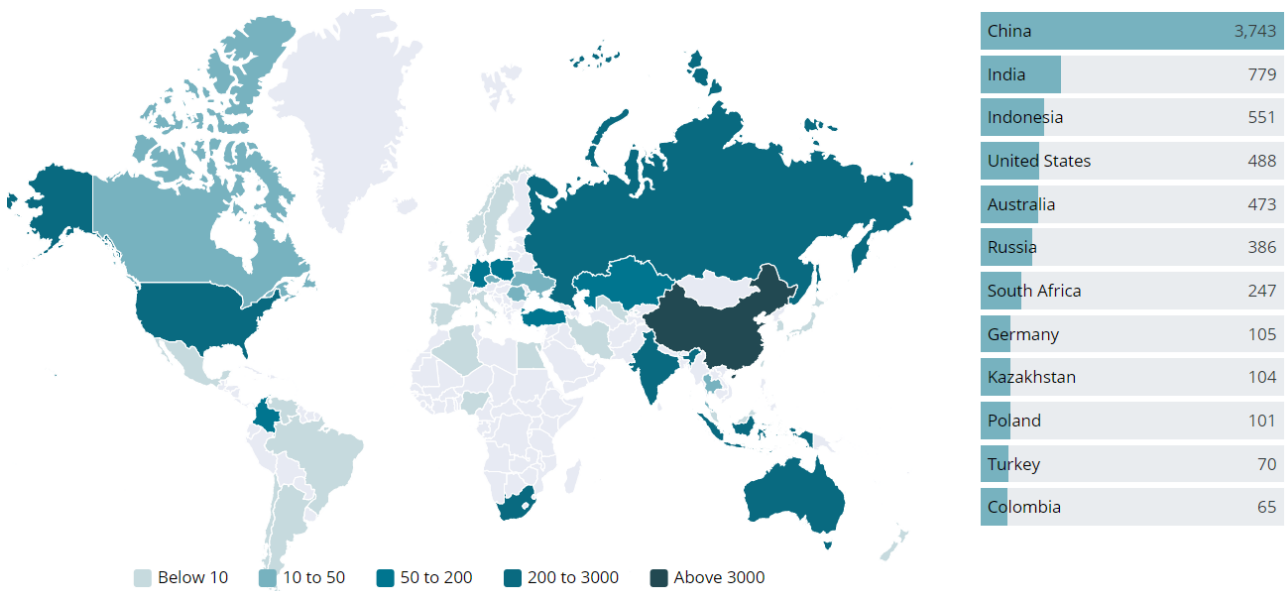 China 3,743
India 779
Indonesia 551
United States 488
Australia 473
Russia 386
South Africa 247
Germany 105
Kazakhstan 104
Poland 101
Turkey 70
Colombia 65
Below 10 10 to 50 50 to 200 200 to 3000 Above 3000